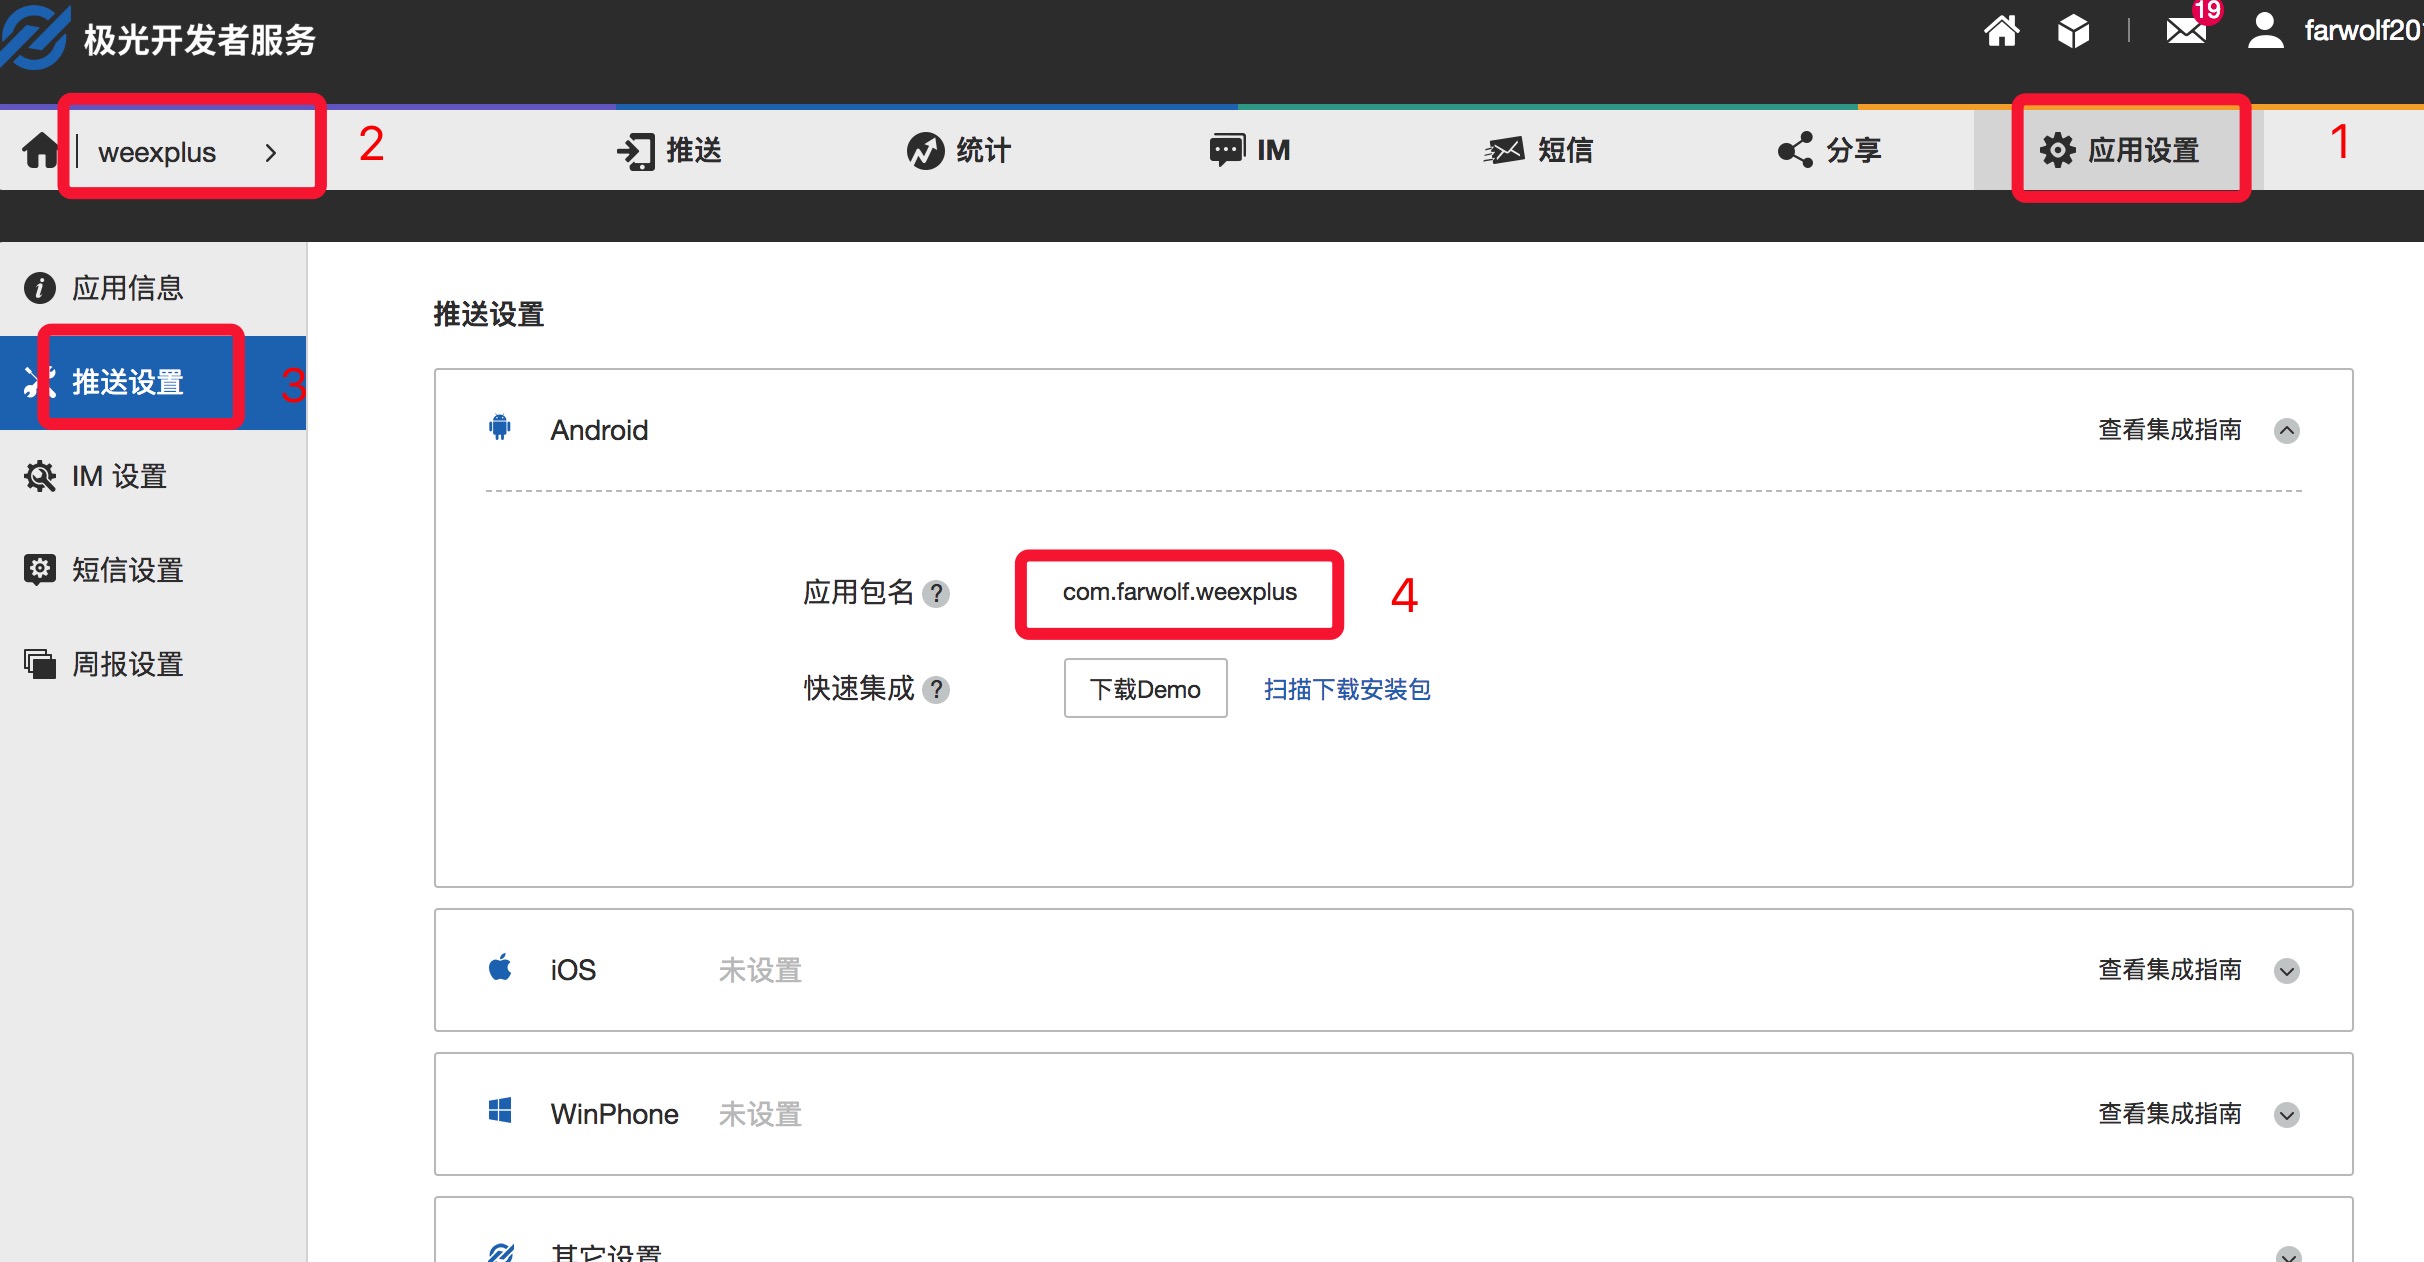 极光开发者服务
19
farwolf201
weexplus
2
推送
统计
IM
短信
分享
应用设置
1
应用信息
推送设置
3
IM 设置
短信设置
周报设置
推送设置
Android
查看集成指南
应用包名 ?
com.farwolf.weexplus
4
快速集成 ?
下载Demo
扫描下载安装包
iOS
未设置
查看集成指南
WinPhone
未设置
查看集成指南
其它设置